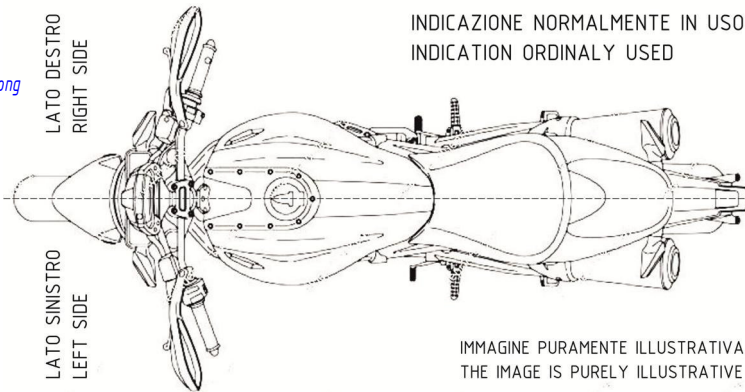 INDICAZIONE NORMALMENTE IN USO
INDICATION ORDINALY USED
LATO DESTRO
RIGHT SIDE
LATO SINISTRO
LEFT SIDE
IMMAGINE PURAMENTE ILLUSTRATIVA
THE IMAGE IS PURELY ILLUSTRATIVE